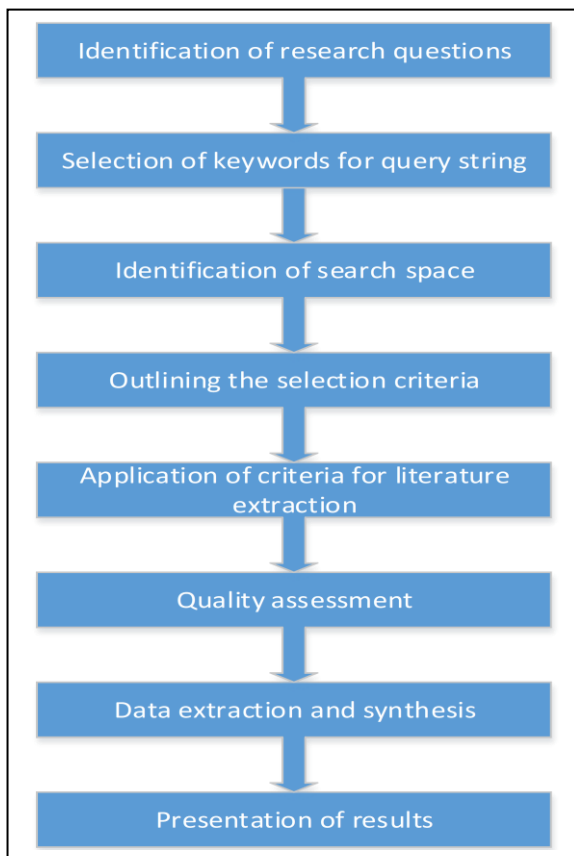 Identification of research questions
Selection of keywords for query string
Identification of search space
Outlining the selection criteria
Application of criteria for literature
extraction
Quality assessment
Data extraction and synthesis
Presentation of results